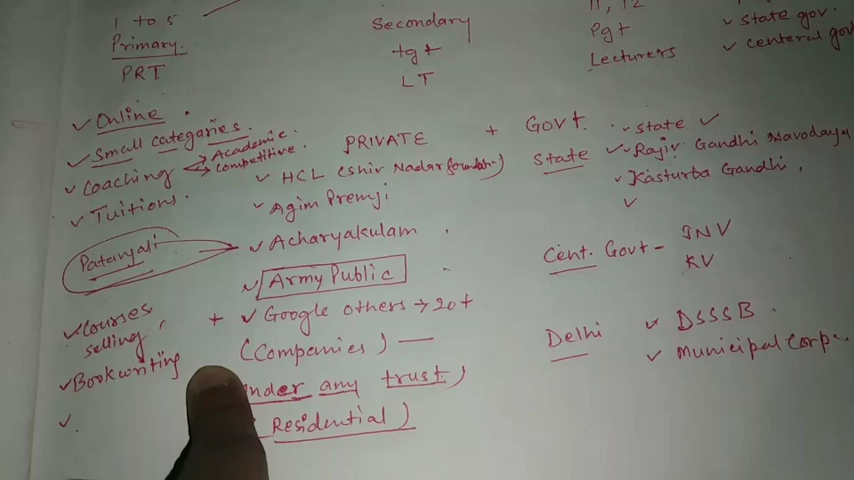 1 to 5
Primary.
PRT
Secondary
tgt
LT
11, 12
Pgt
Lecturers
state gov.
centeral gov
Online
Small categories.
Coaching
Academic.
Competitive.
Tuitions.
Patanjali
Courses
selling,
Book writing
PRIVATE
HCL (shiv Nadar foundatn)
Agim Premji
Acharyakulam
Army Public
+ Google others → 20+
(Companies) —
under any trust)
Residential)
+ Govt.
State
state
Rajiv Gandhi Navodaya
Kasturba Gandhi.
Cent. Govt -
JNV
KV
Delhi
DSSSB
Municipal Corp